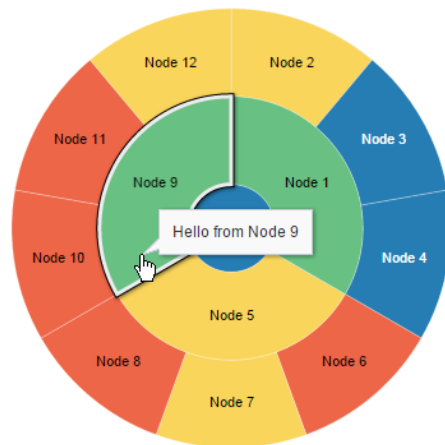 Node 12
Node 2
Node 11
Node 3
Node 9
Node 1
Hello from Node 9
Node 10
Node 4
Node 5
Node 8
Node 6
Node 7